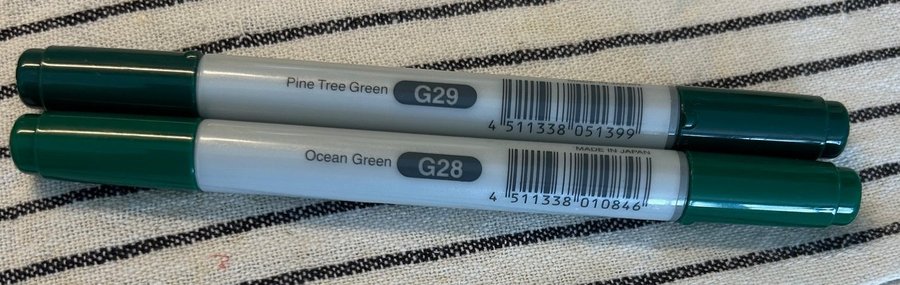 Pine Tree Green G29
4 511338 051399
MADE IN JAPAN
Ocean Green G28
4 511338 010846